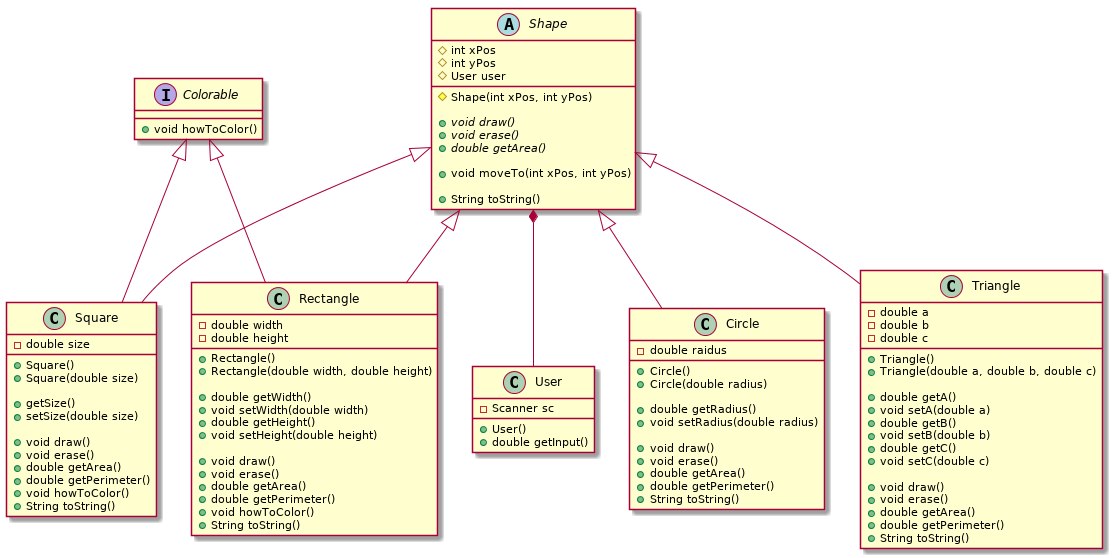 A Shape
int xPos
int yPos
User user
Shape(int xPos, int yPos)
void draw()
void erase()
double getArea()
void moveTo(int xPos, int yPos)
String toString()
I Colorable
void howToColor()
C Square
double size
Square()
Square(double size)
getSize()
setSize(double size)
void draw()
void erase()
double getArea()
double getPerimeter()
void howToColor()
String toString()
C Rectangle
double width
double height
Rectangle()
Rectangle(double width, double height)
double getWidth()
void setWidth(double width)
double getHeight()
void setHeight(double height)
void draw()
void erase()
double getArea()
double getPerimeter()
void howToColor()
String toString()
C User
Scanner sc
User()
double getInput()
C Circle
double raidus
Circle()
Circle(double radius)
double getRadius()
void setRadius(double radius)
void draw()
void erase()
double getArea()
double getPerimeter()
String toString()
C Triangle
double a
double b
double c
Triangle()
Triangle(double a, double b, double c)
double getA()
void setA(double a)
double getB()
void setB(double b)
double getC()
void setC(double c)
void draw()
void erase()
double getArea()
double getPerimeter()
String toString()